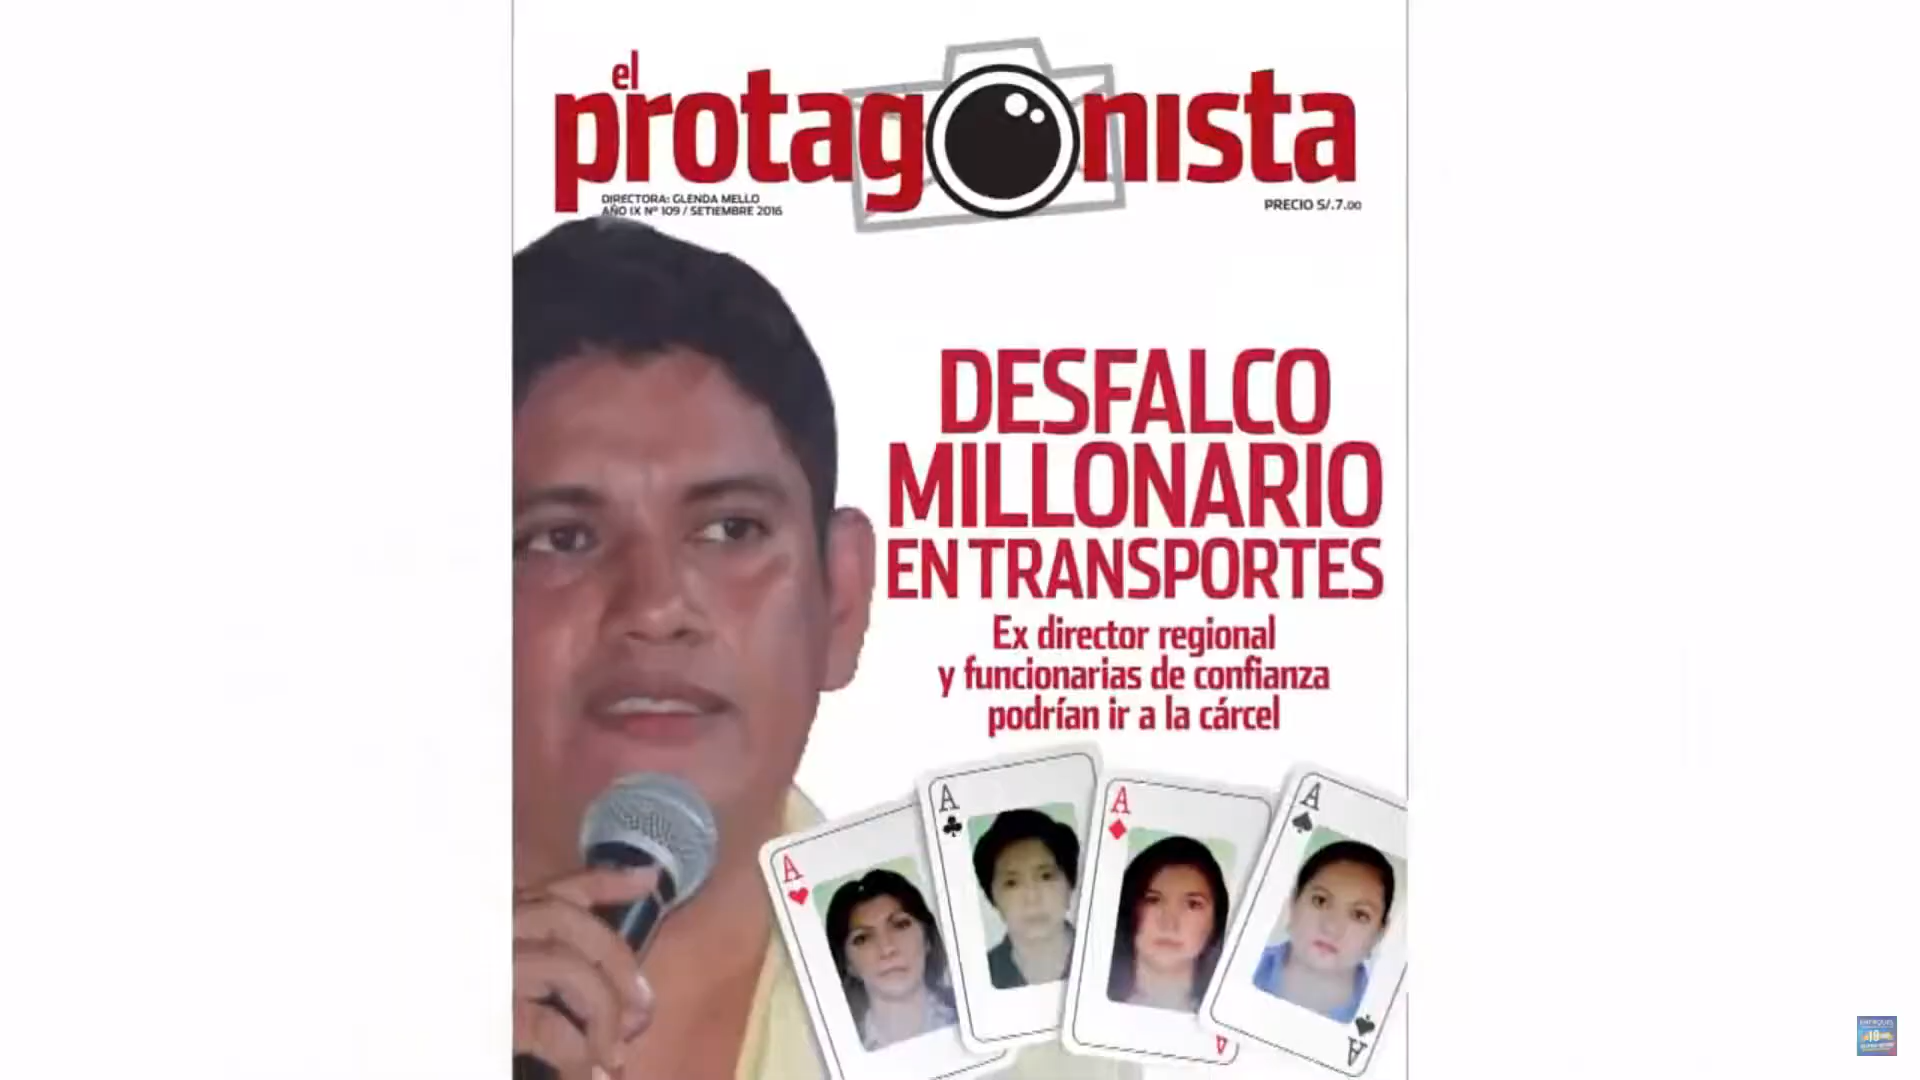 el
protagonista
DIRECTORA: GLENDA MELLO
AÑO IX Nº 109 / SETIEMBRE 2016
PRECIO S/.7.00
DESFALCO
MILLONARIO
EN TRANSPORTES
Ex director regional
y funcionarias de confianza
podrían ir a la cárcel
A
A
A
A
A
A